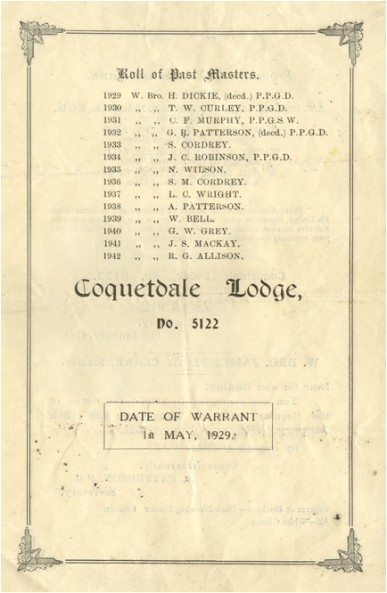 Roll of Past Masters.
1929 W. Bro. H. DICKIE, (decd.) P.P.G.D.
1930 ,, ,, T. W. CURLEY, P.P.G.D.
1931 ,, ,, C. F. MURPHY, P.P.G.S.W.
1932 ,, ,, G. B. PATTERSON, (decd.) P.P.G.D.
1933 ,, ,, S. CORDREY.
1934 ,, ,, J. C. ROBINSON, P.P.G.D.
1935 ,, ,, N. WILSON.
1936 ,, ,, S. M. CORDREY.
1937 ,, ,, L. C. WRIGHT.
1938 ,, ,, A. PATTERSON.
1939 ,, ,, W. BELL.
1940 ,, ,, G. W. GREY.
1941 ,, ,, J. S. MACKAY.
1942 ,, ,, R. G. ALLISON.
Coquetdale Lodge,
No. 5122
DATE OF WARRANT
1st MAY, 1929.